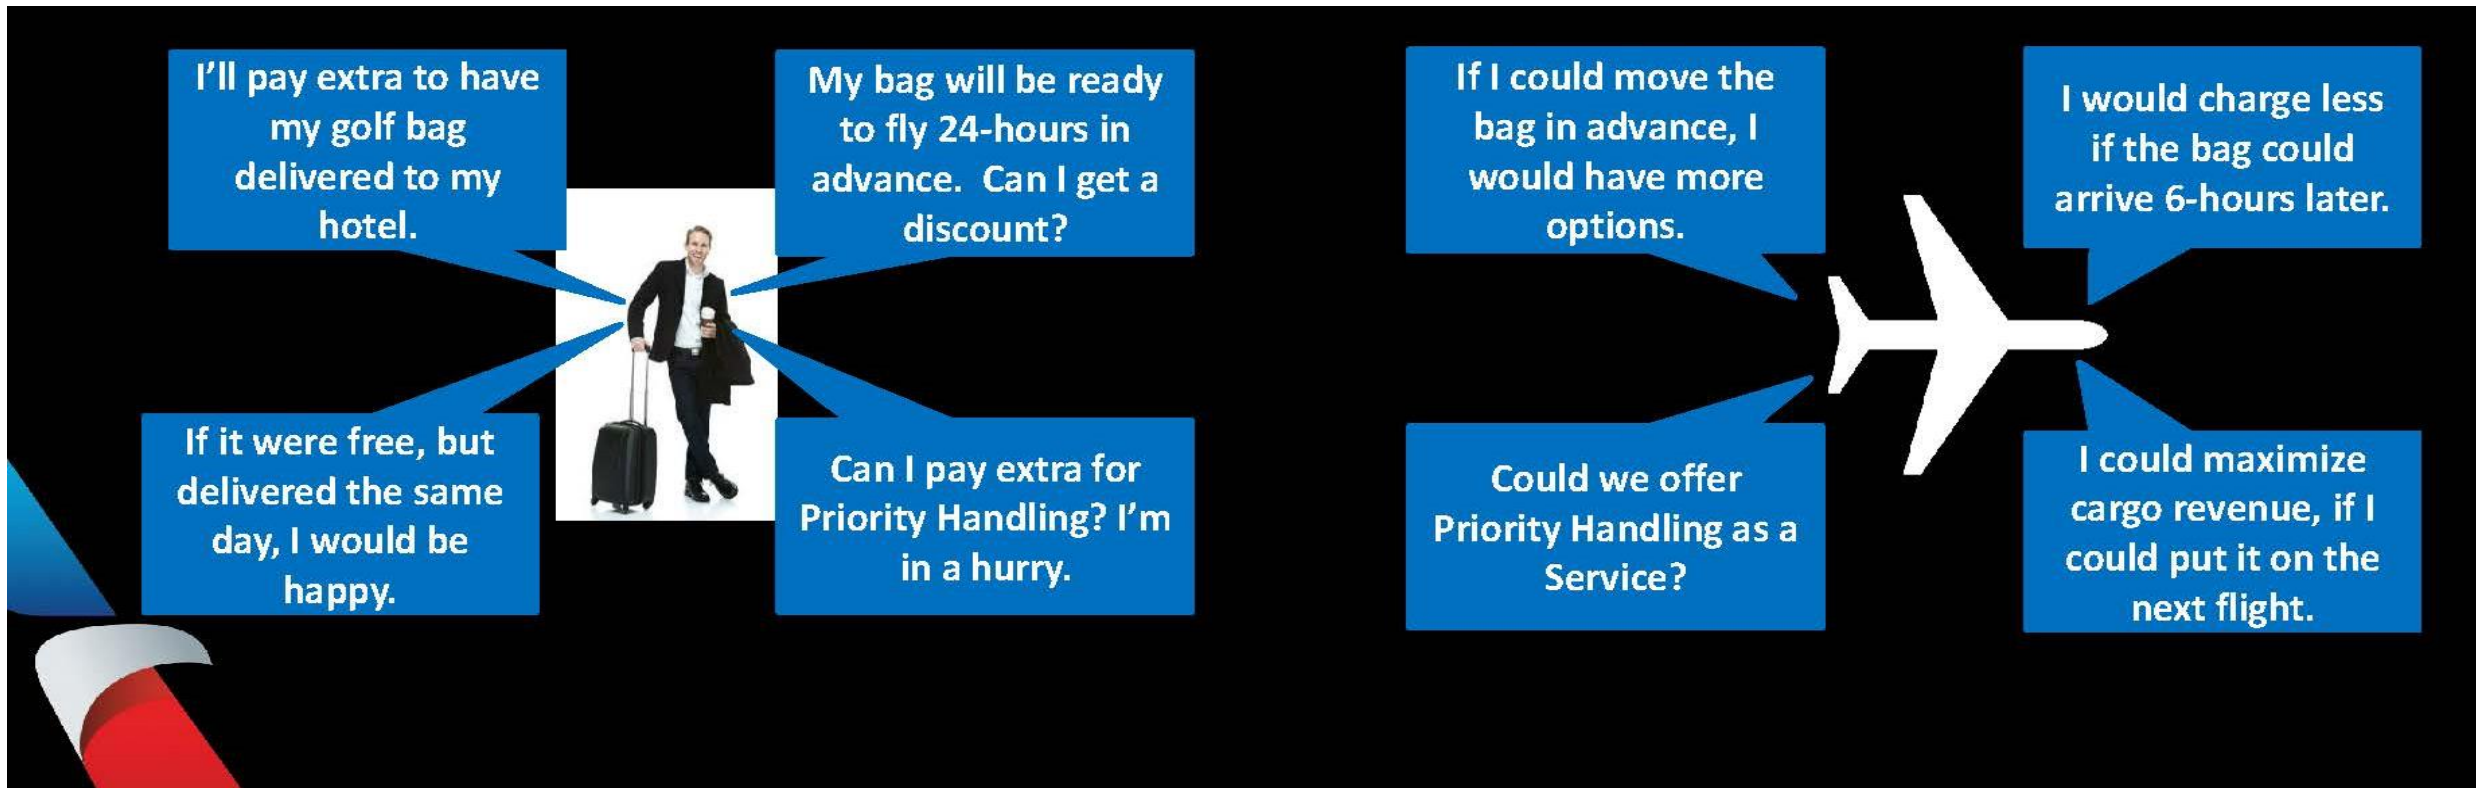 I'll pay extra to have
my golf bag
delivered to my
hotel.
My bag will be ready
to fly 24-hours in
advance.  Can I get a
discount?
If it were free, but
delivered the same
day, I would be
happy.
Can I pay extra for
Priority Handling? I'm
in a hurry.
If I could move the
bag in advance, I
would have more
options.
I would charge less
if the bag could
arrive 6-hours later.
Could we offer
Priority Handling as a
Service?
I could maximize
cargo revenue, if I
could put it on the
next flight.